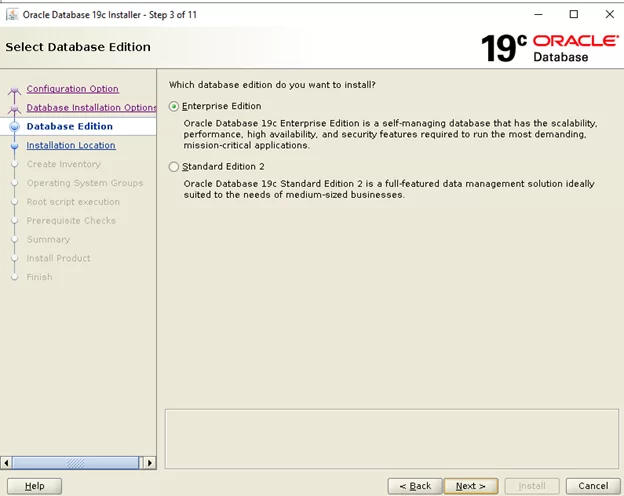 Oracle Database 19c Installer - Step 3 of 11
Select Database Edition
19c ORACLE
Database
Configuration Option
Database Installation Options
Database Edition
Installation Location
Create Inventory
Operating System Groups
Root script execution
Prerequisite Checks
Summary
Install Product
Finish
Which database edition do you want to install?
Enterprise Edition
Oracle Database 19c Enterprise Edition is a self-managing database that has the scalability,
performance, high availability, and security features required to run the most demanding,
mission-critical applications.
Standard Edition 2
Oracle Database 19c Standard Edition 2 is a full-featured data management solution ideally
suited to the needs of medium-sized businesses.
Help
< Back
Next >
Install
Cancel